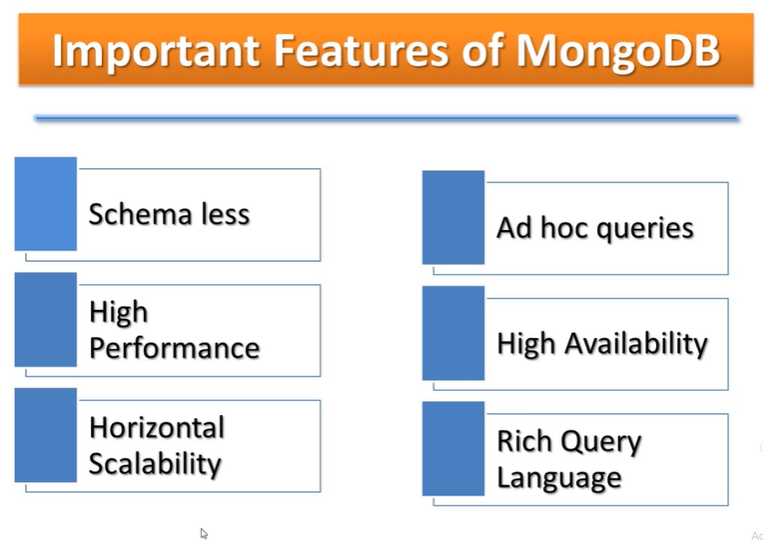 Important Features of MongoDB
Schema less
High
Performance
Horizontal
Scalability
Ad hoc queries
High Availability
Rich Query
Language